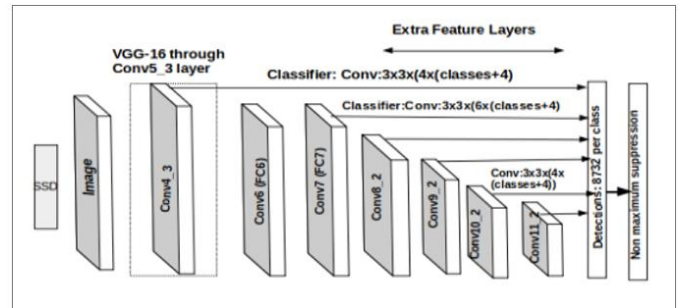 Extra Feature Layers
VGG-16 through
Conv5_3 layer
Classifier: Conv:3x3x(4x(classes+4)
Classifier:Conv:3x3x(6x(classes+4)
SSD
Image
Conv4_3
Conv6 (FC6)
Conv7 (FC7)
Conv8_2
Conv9_2
Conv10_2
Conv11_2
Conv:3x3x(4x
(classes+4))
Detections: 8732 per class
Non maximum suppression